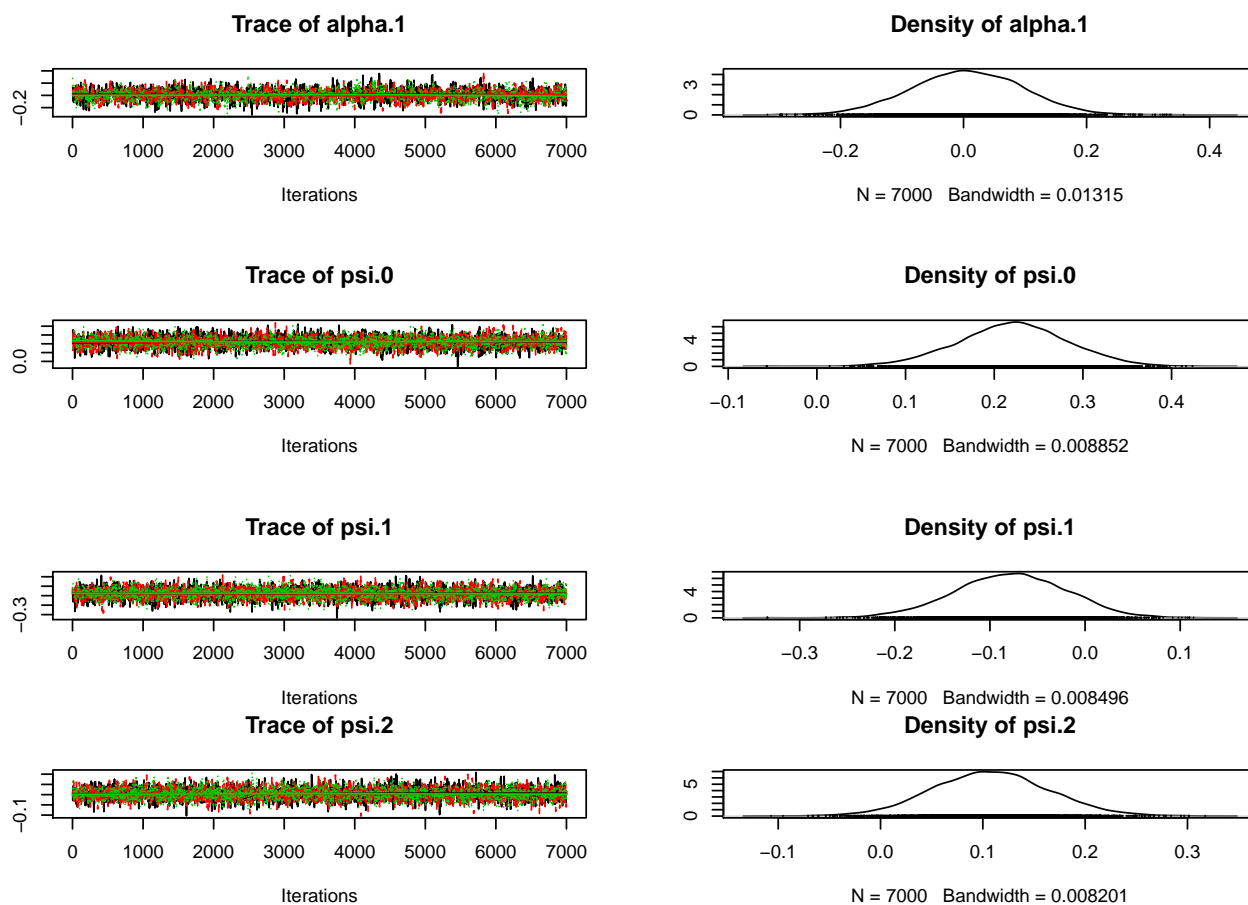 Trace of alpha.1
−0.2
0 1000 2000 3000 4000 5000 6000 7000
Iterations
Density of alpha.1
3
0
−0.2 0.0 0.2 0.4
N = 7000 Bandwidth = 0.01315
Trace of psi.0
0.0
0 1000 2000 3000 4000 5000 6000 7000
Iterations
Density of psi.0
4
0
−0.1 0.0 0.1 0.2 0.3 0.4
N = 7000 Bandwidth = 0.008852
Trace of psi.1
−0.3
0 1000 2000 3000 4000 5000 6000 7000
Iterations
Density of psi.1
4
0
−0.3 −0.2 −0.1 0.0 0.1
N = 7000 Bandwidth = 0.008496
Trace of psi.2
−0.1
0 1000 2000 3000 4000 5000 6000 7000
Iterations
Density of psi.2
5
0
−0.1 0.0 0.1 0.2 0.3
N = 7000 Bandwidth = 0.008201